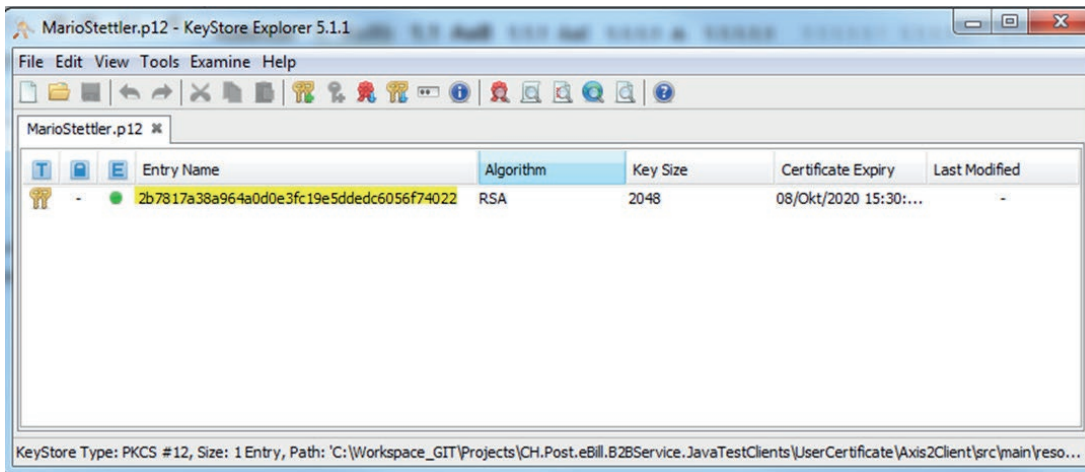 MarioStettler.p12 - KeyStore Explorer 5.1.1
File Edit View Tools Examine Help
MarioStettler.p12
T E Entry Name Algorithm Key Size Certificate Expiry Last Modified
- 2b7817a38a964a0d0e3fc19e5ddedc6056f74022 RSA 2048 08/Okt/2020 15:30:... -
KeyStore Type: PKCS #12, Size: 1 Entry, Path: 'C:\Workspace_GIT\Projects\CH.Post.eBill.B2BService.JavaTestClients\UserCertificate\Axis2Client\src\main\reso...